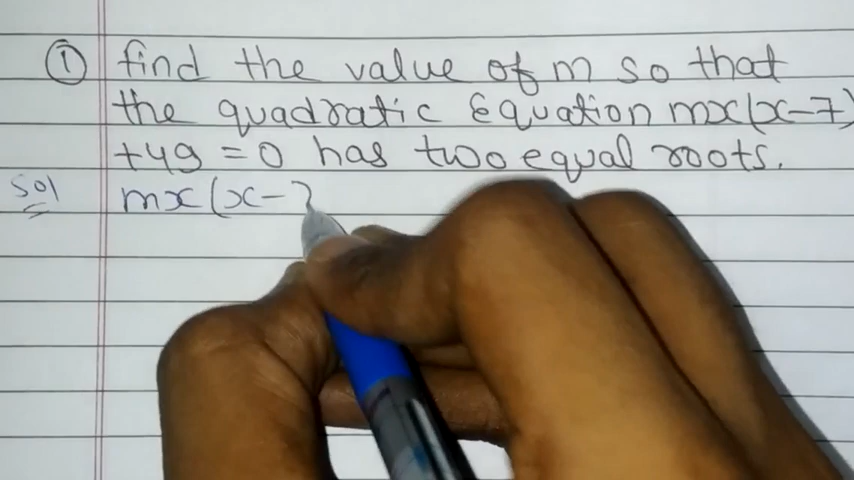 ① find the value of m so that
the quadratic Equation mx(x-7)
+49 = 0 has two equal roots.
Sol mx(x-7